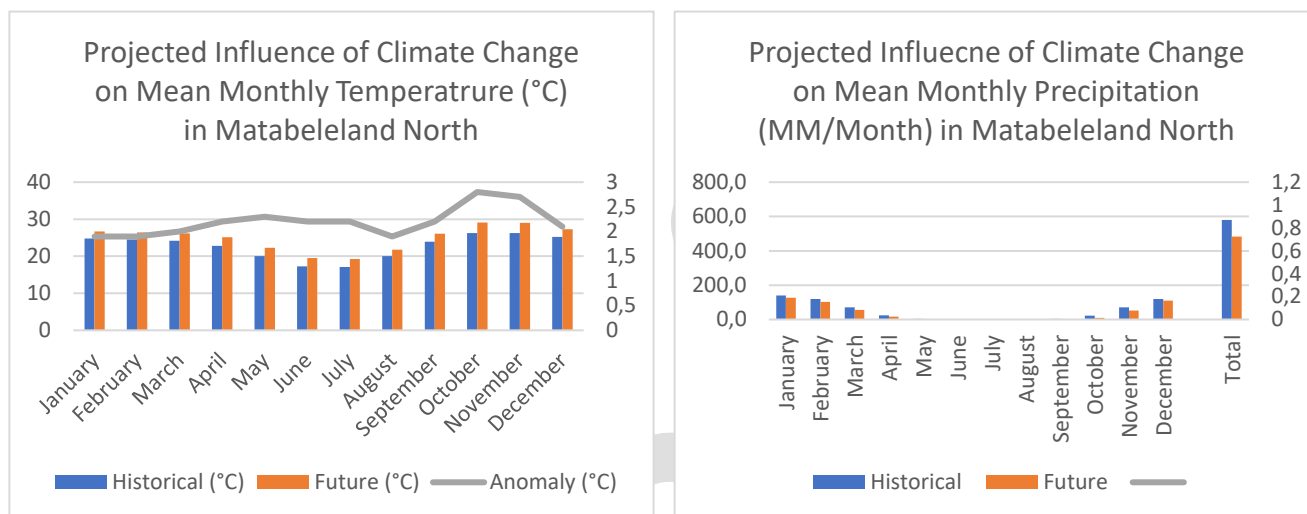 Projected Influence of Climate Change
on Mean Monthly Temperatrure (°C)
in Matabeleland North
40
30
20
10
0
3
2,5
2
1,5
1
0,5
0
January
February
March
April
May
June
July
August
September
October
November
December
Historical (°C)
Future (°C)
Anomaly (°C)
Projected Influecne of Climate Change
on Mean Monthly Precipitation
(MM/Month) in Matabeleland North
800,0
600,0
400,0
200,0
0,0
1,2
1
0,8
0,6
0,4
0,2
0
January
February
March
April
May
June
July
August
September
October
November
December
Total
Historical
Future